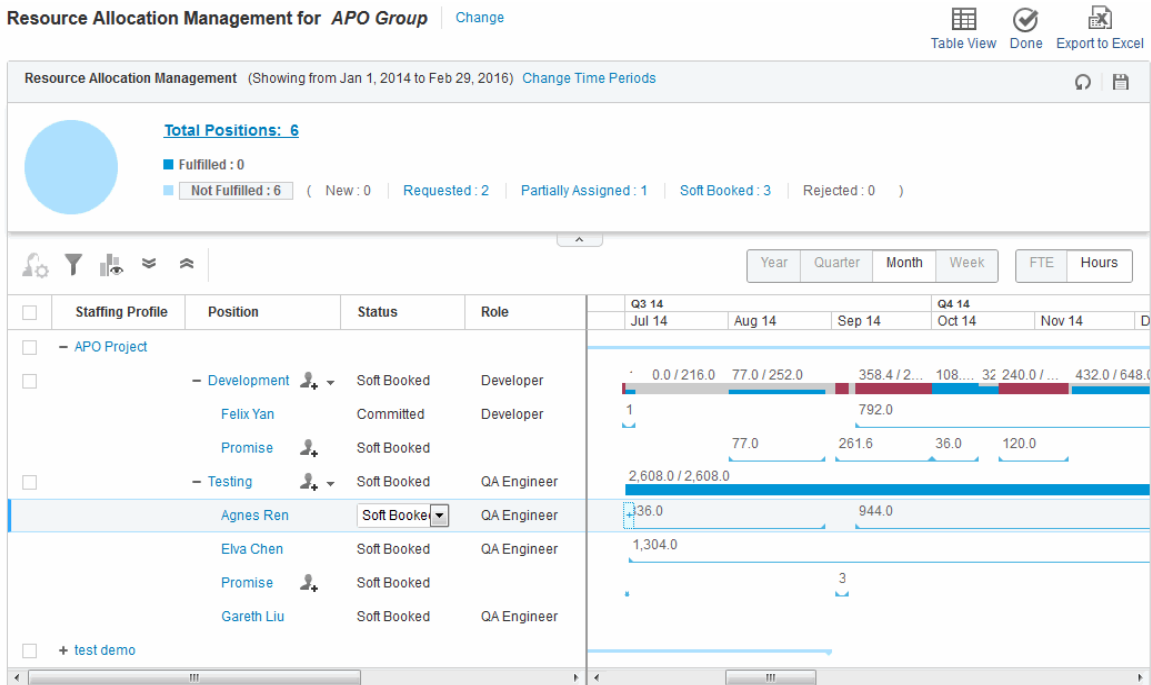 Resource Allocation Management for APO Group Change
Table View Done Export to Excel
Resource Allocation Management (Showing from Jan 1, 2014 to Feb 29, 2016) Change Time Periods
Total Positions: 6
Fulfilled : 0
Not Fulfilled : 6 ( New : 0 Requested : 2 Partially Assigned : 1 Soft Booked : 3 Rejected : 0 )
Year Quarter Month Week FTE Hours
Q3 14 Q4 14
Staffing Profile Position Status Role
Jul 14 Aug 14 Sep 14 Oct 14 Nov 14 D
− APO Project
− Development Soft Booked Developer 0.0 / 216.0 77.0 / 252.0 358.4 / 2... 108.... 32 240.0 / ... 432.0 / 648.0
Felix Yan Committed Developer 1 792.0
Promise Soft Booked 77.0 261.6 36.0 120.0
− Testing Soft Booked QA Engineer 2,608.0 / 2,608.0
Agnes Ren Soft Booke QA Engineer 36.0 944.0
Elva Chen Soft Booked QA Engineer 1,304.0
Promise Soft Booked 3
Gareth Liu Soft Booked QA Engineer
+ test demo